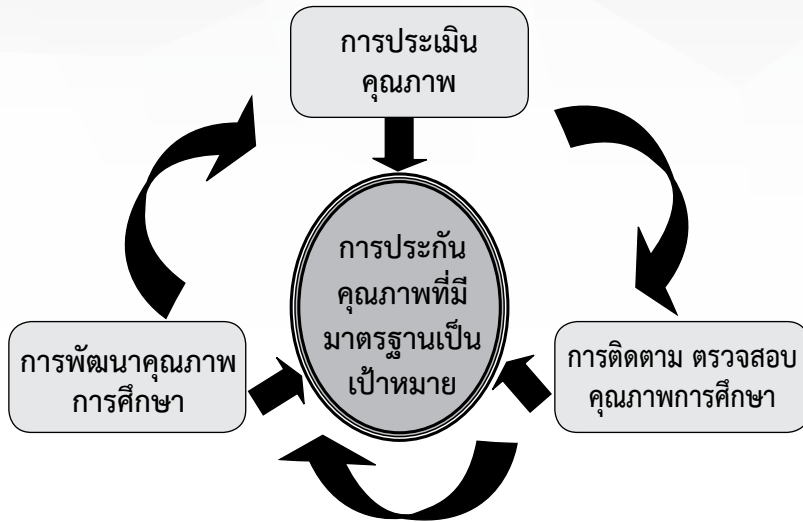 การประเมิน
คุณภาพ
การประกัน
คุณภาพที่มี
มาตรฐานเป็น
เป้าหมาย
การพัฒนาคุณภาพ
การศึกษา
การติดตาม ตรวจสอบ
คุณภาพการศึกษา